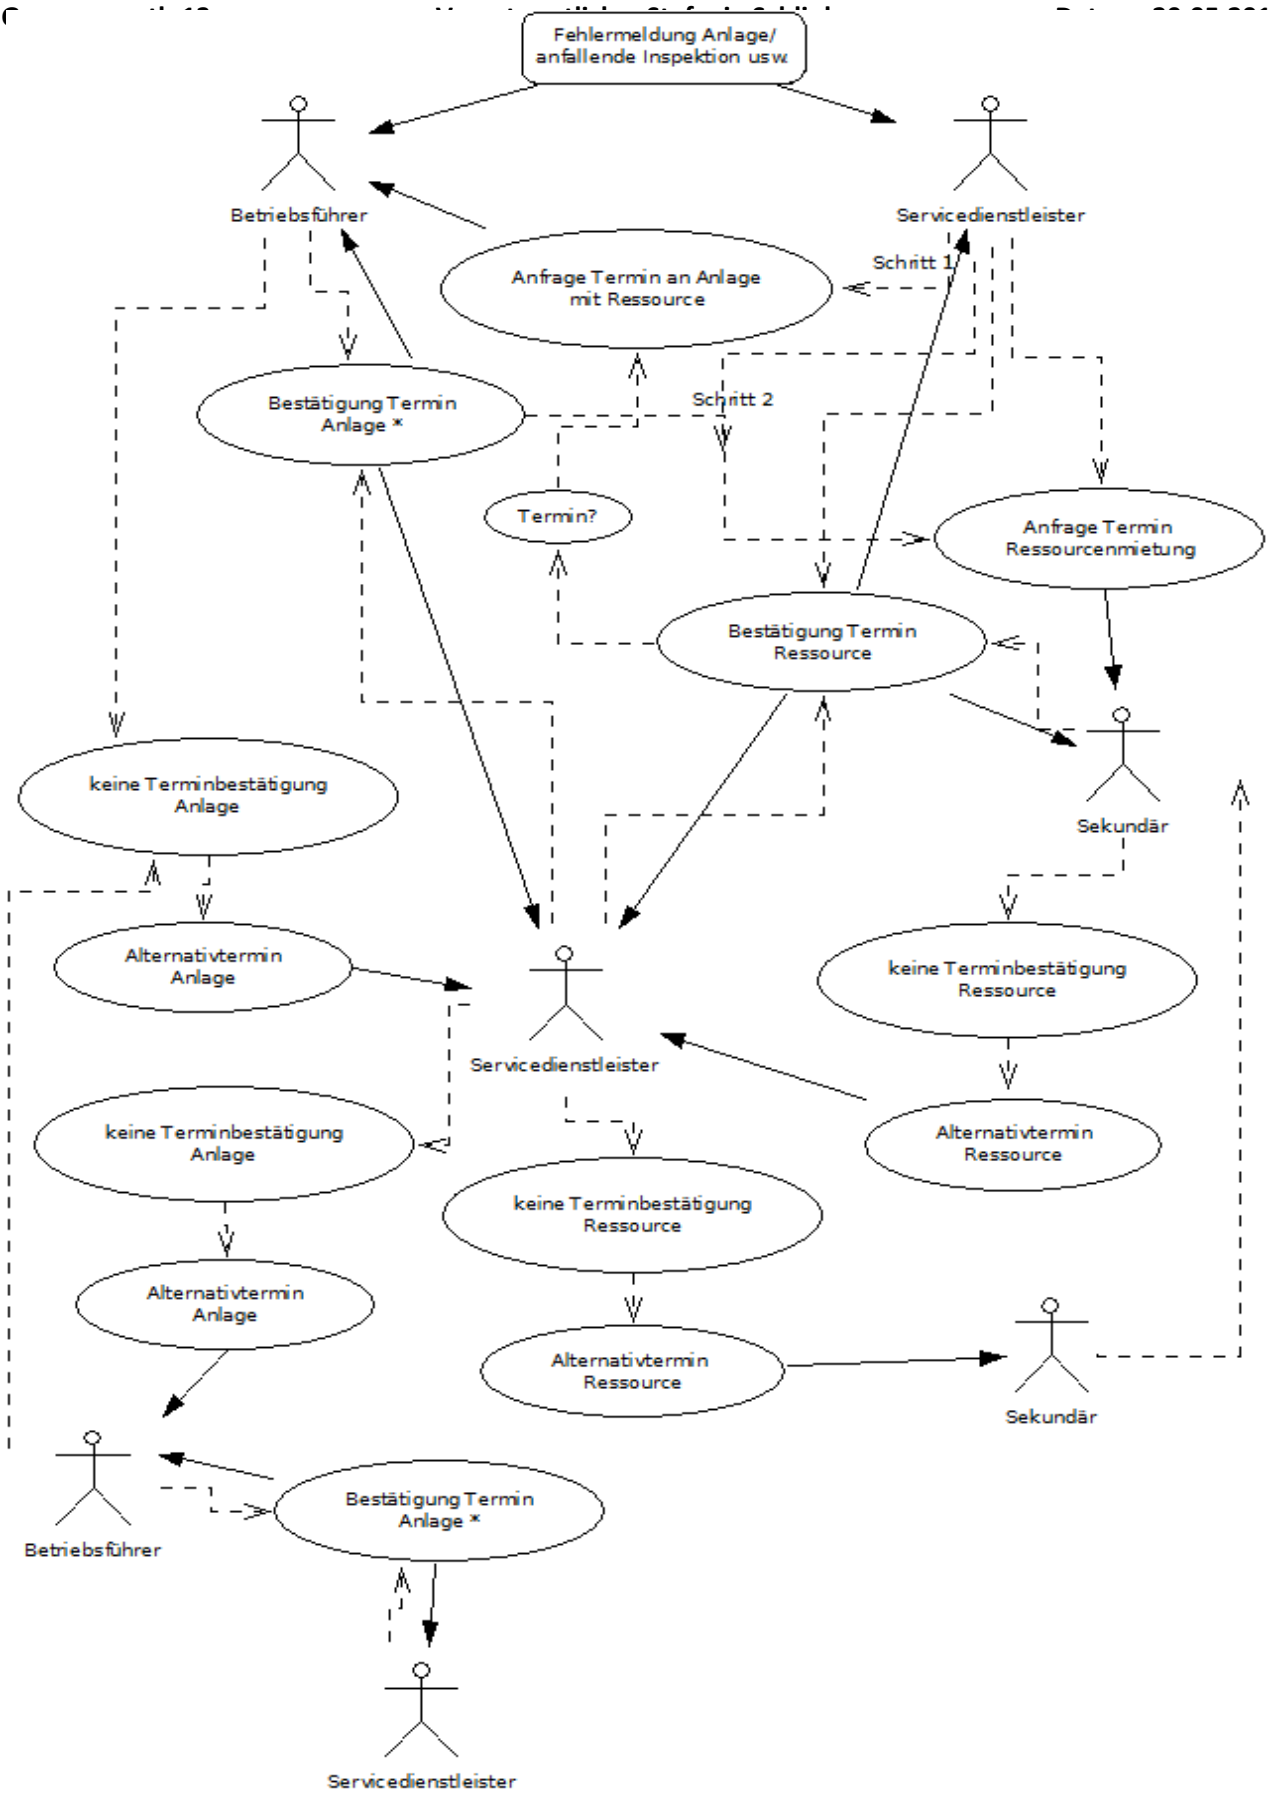 Fehlermeldung Anlage/
anfallende Inspektion usw.
Betriebsführer
Servicedienstleister
Schritt 1
Anfrage Termin an Anlage
mit Ressource
Bestätigung Termin
Anlage *
Schritt 2
Termin?
Anfrage Termin
Ressourcenmietung
Bestätigung Termin
Ressource
keine Terminbestätigung
Anlage
Sekundär
Alternativtermin
Anlage
keine Terminbestätigung
Ressource
Servicedienstleister
keine Terminbestätigung
Anlage
Alternativtermin
Ressource
keine Terminbestätigung
Ressource
Alternativtermin
Anlage
Alternativtermin
Ressource
Sekundär
Bestätigung Termin
Anlage *
Betriebsführer
Servicedienstleister